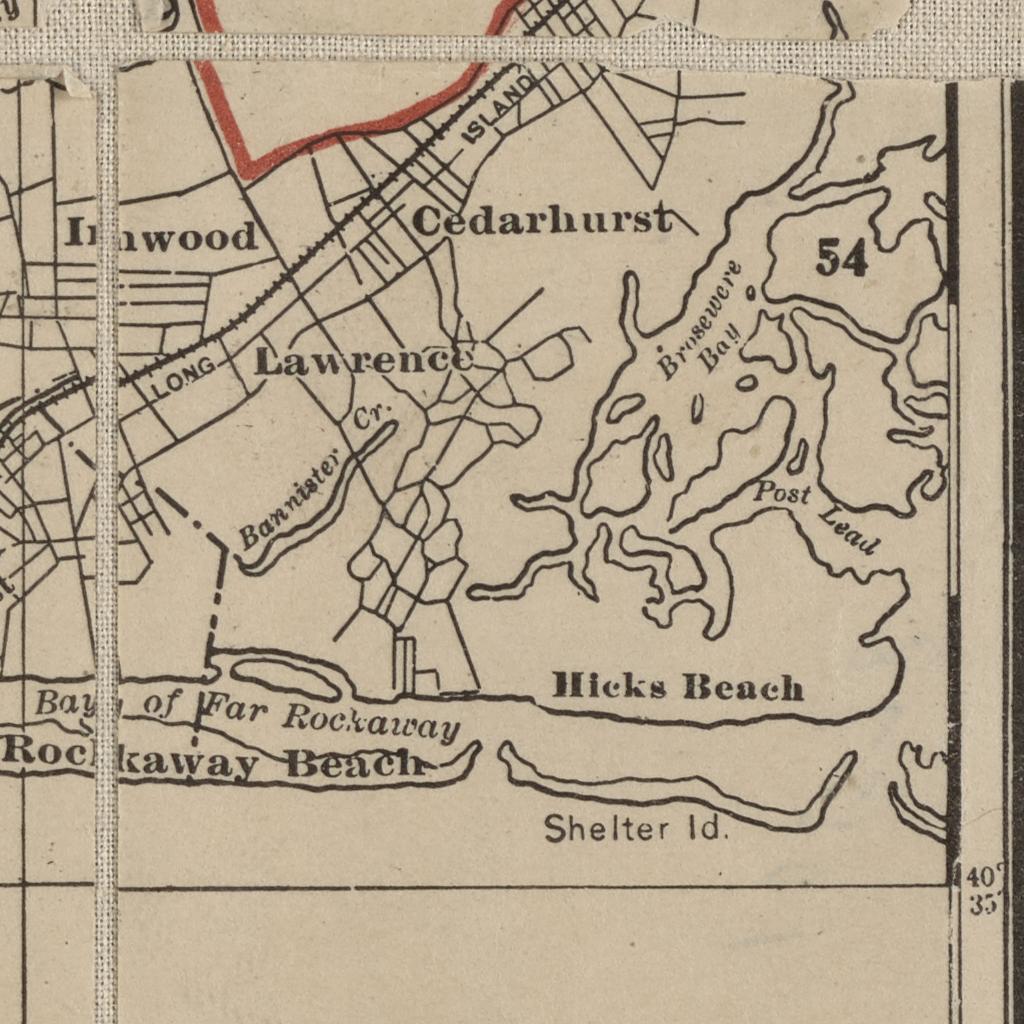 ISLAND
Inwood
Cedarhurst
54
Brosewere
Bay
LONG
Lawrence
Bannister Cr.
Post Lead
Hicks Beach
Bay of Far Rockaway
Rockaway Beach
Shelter Id.
40°
35'